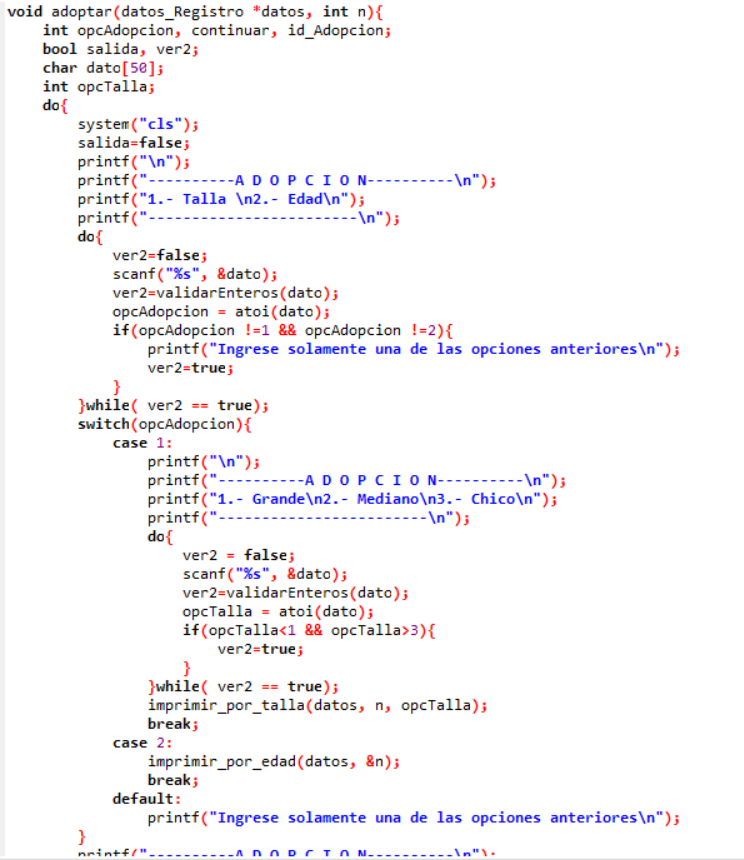 void adoptar(datos_Registro *datos, int n){
    int opcAdopcion, continuar, id_Adopcion;
    bool salida, ver2;
    char dato[50];
    int opcTalla;
    do{
        system("cls");
        salida=false;
        printf("\n");
        printf("----------A D O P C I O N----------\n");
        printf("1.- Talla \n2.- Edad\n");
        printf("------------------------\n");
        do{
            ver2=false;
            scanf("%s", &dato);
            ver2=validarEnteros(dato);
            opcAdopcion = atoi(dato);
            if(opcAdopcion !=1 && opcAdopcion !=2){
                printf("Ingrese solamente una de las opciones anteriores\n");
                ver2=true;
            }
        }while( ver2 == true);
        switch(opcAdopcion){
            case 1:
                printf("\n");
                printf("----------A D O P C I O N----------\n");
                printf("1.- Grande\n2.- Mediano\n3.- Chico\n");
                printf("------------------------\n");
                do{
                    ver2 = false;
                    scanf("%s", &dato);
                    ver2=validarEnteros(dato);
                    opcTalla = atoi(dato);
                    if(opcTalla<1 && opcTalla>3){
                        ver2=true;
                    }
                }while( ver2 == true);
                imprimir_por_talla(datos, n, opcTalla);
                break;
            case 2:
                imprimir_por_edad(datos, &n);
                break;
            default:
                printf("Ingrese solamente una de las opciones anteriores\n");
        }
        printf("----------A D O P C I O N----------\n");